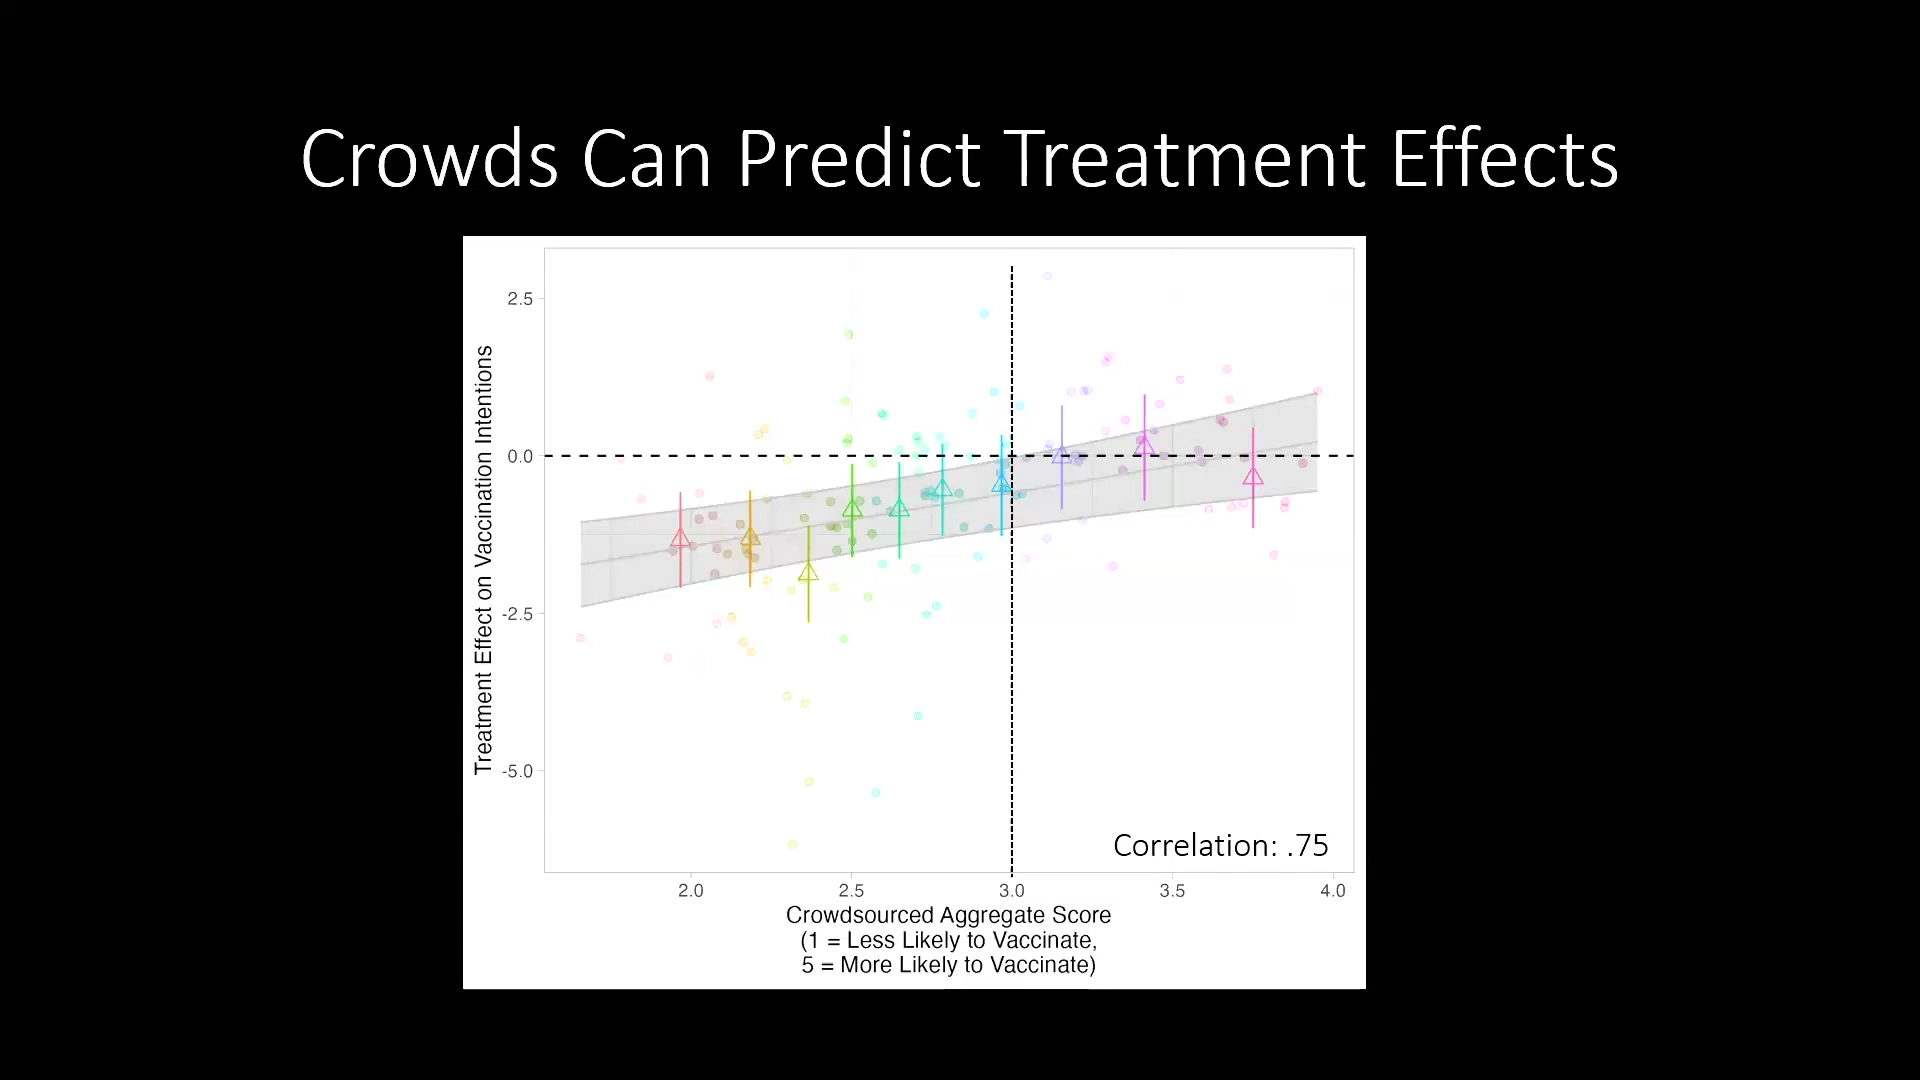 Crowds Can Predict Treatment Effects
Treatment Effect on Vaccination Intentions
2.5
0.0
-2.5
-5.0
Correlation: .75
2.0
2.5
3.0
3.5
4.0
Crowdsourced Aggregate Score
(1 = Less Likely to Vaccinate,
5 = More Likely to Vaccinate)